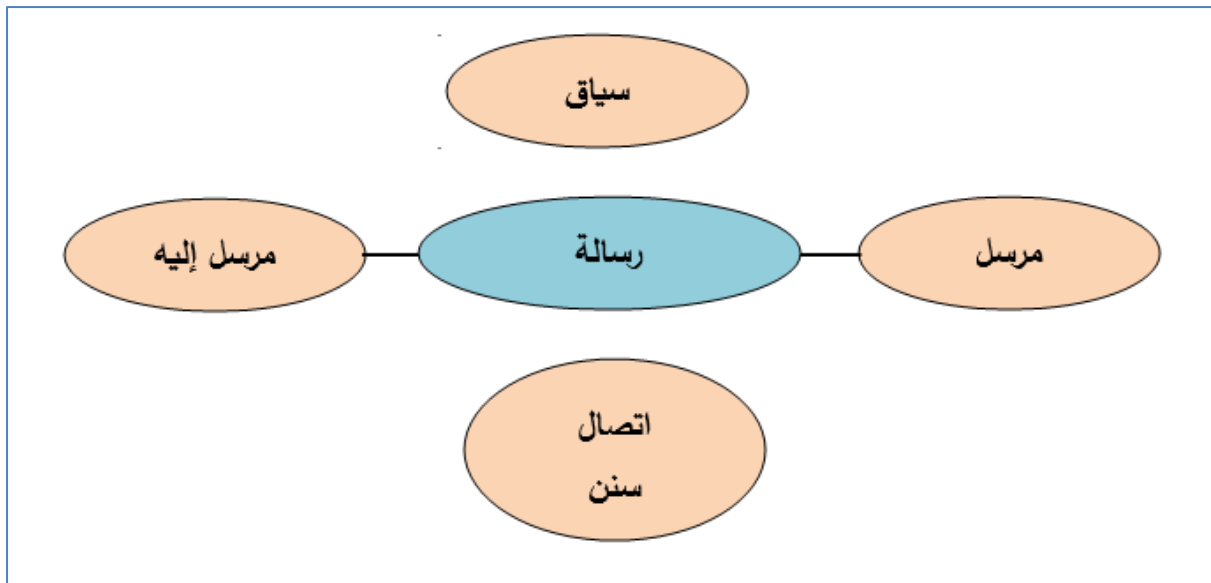 سياق
مرسل
رسالة
مرسل إليه
اتصال
سنن